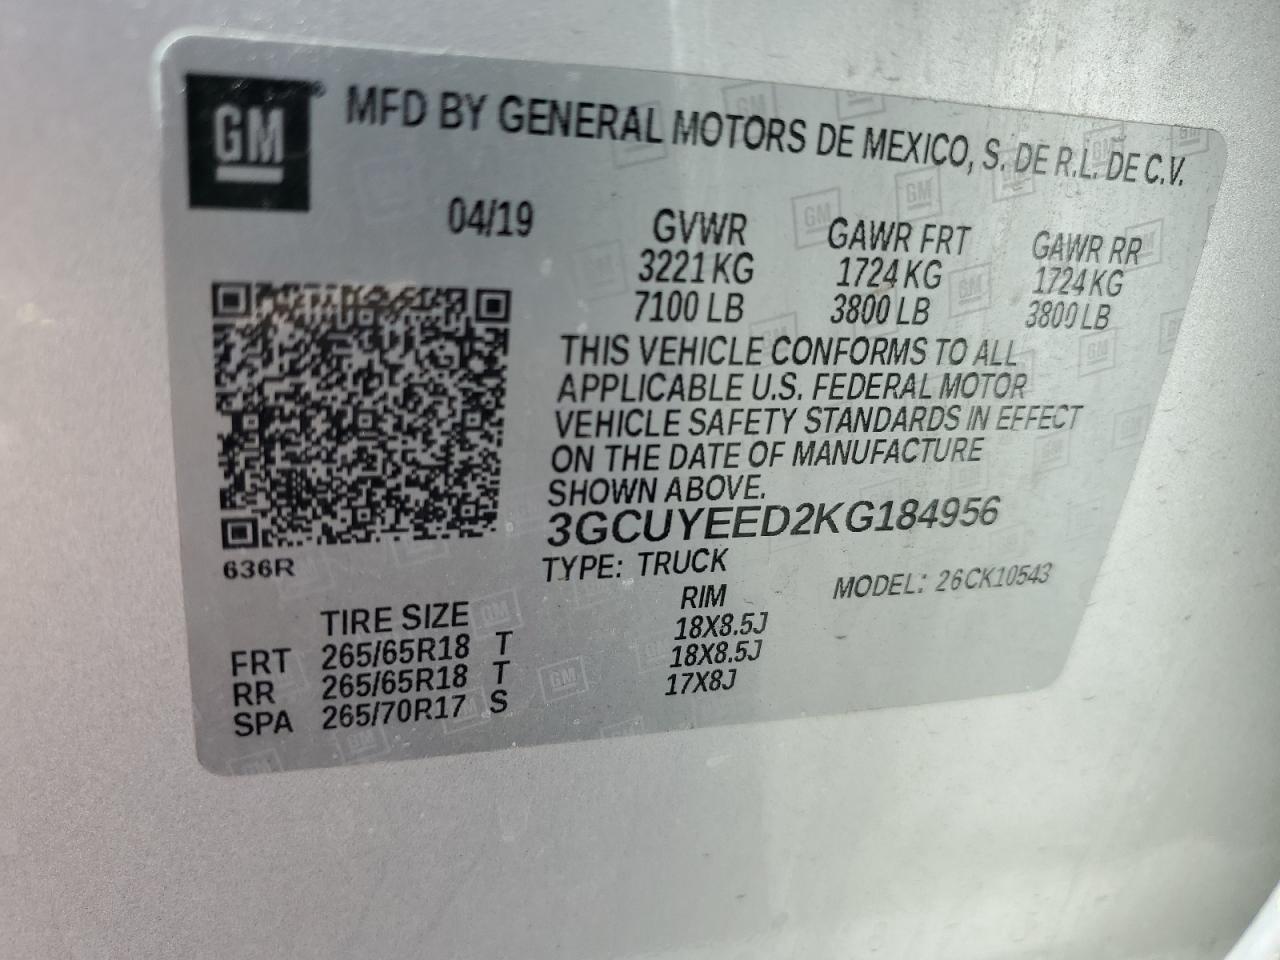 GM® MFD BY GENERAL MOTORS DE MEXICO, S. DE R.L. DE C.V.
04/19 GVWR GAWR FRT GAWR RR
3221 KG 1724 KG 1724 KG
7100 LB 3800 LB 3800 LB
THIS VEHICLE CONFORMS TO ALL
APPLICABLE U.S. FEDERAL MOTOR
VEHICLE SAFETY STANDARDS IN EFFECT
ON THE DATE OF MANUFACTURE
SHOWN ABOVE.
3GCUYEED2KG184956
636R TYPE: TRUCK MODEL: 26CK10543
TIRE SIZE RIM
FRT 265/65R18 T 18X8.5J
RR 265/65R18 T 18X8.5J
SPA 265/70R17 S 17X8J